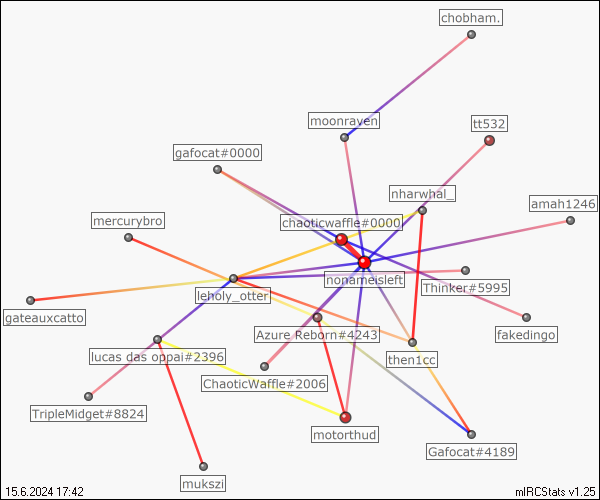 chobham.
moonraven
tt532
gafocat#0000
nharwhal_
amah1246
mercurybro
chaoticwaffle#0000
nonameisleft
Thinker#5995
leholy_otter
gateauxcatto
Azure Reborn#4243
fakedingo
lucas das oppai#2396
then1cc
ChaoticWaffle#2006
TripleMidget#8824
motorthud
Gafocat#4189
mukszi
15.6.2024 17:42
mIRCStats v1.25